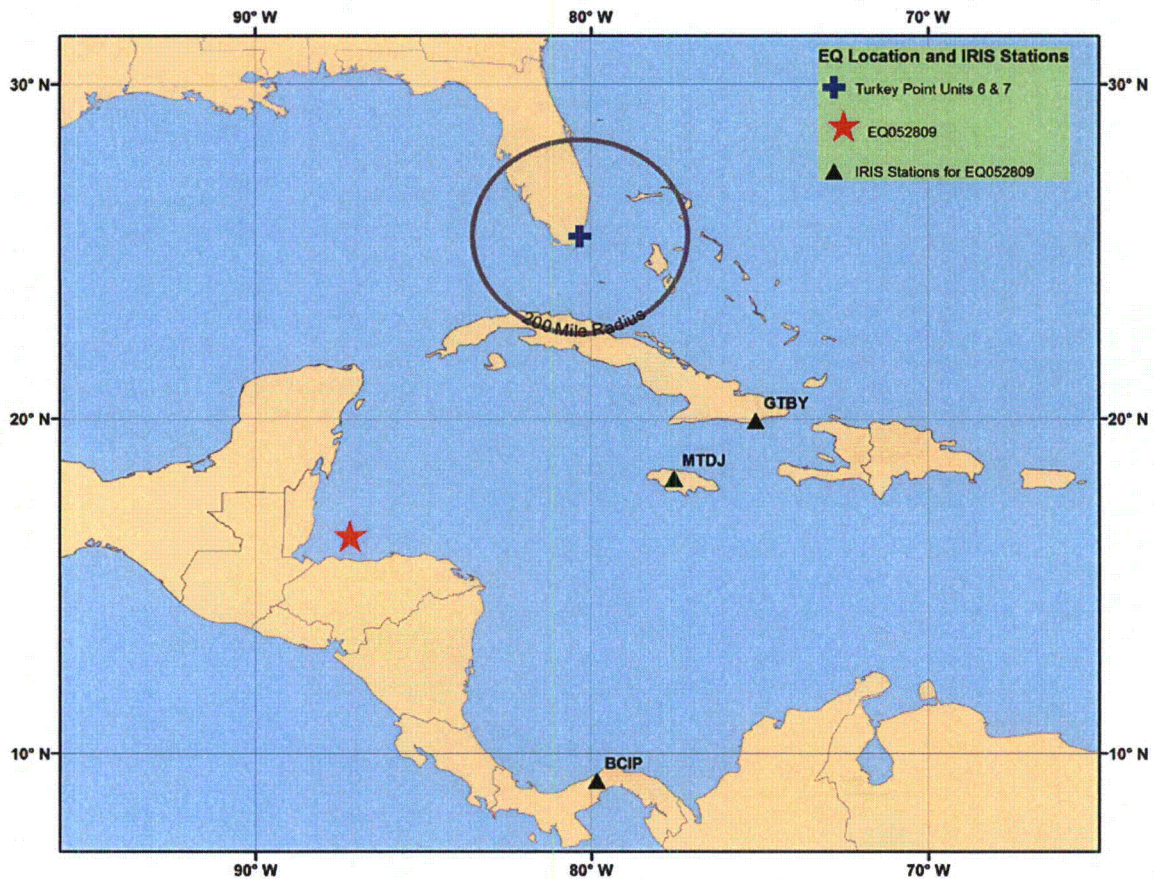 90° W 80° W 70° W
EQ Location and IRIS Stations
30° N 30° N
Turkey Point Units 6 & 7
EQ052809
IRIS Stations for EQ052809
200 Mile Radius
GTBY
20° N 20° N
MTDJ
10° N 10° N
BCIP
90° W 80° W 70° W